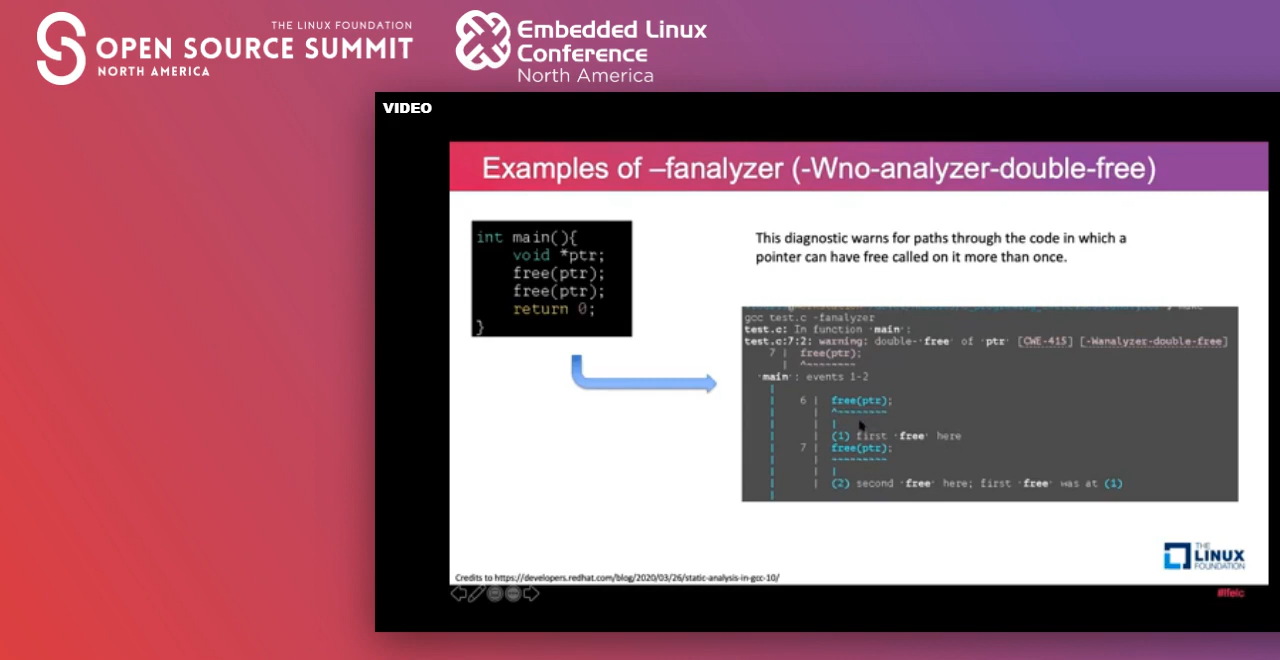 THE LINUX FOUNDATION
OPEN SOURCE SUMMIT
NORTH AMERICA
Embedded Linux
Conference
North America
VIDEO
Examples of –fanalyzer (-Wno-analyzer-double-free)
int main(){
void *ptr;
free(ptr);
free(ptr);
return 0;
}
This diagnostic warns for paths through the code in which a
pointer can have free called on it more than once.
gcc test.c -fanalyzer
test.c: In function 'main':
test.c:7:2: warning: double-'free' of 'ptr' [CWE-415] [-Wanalyzer-double-free]
7 | free(ptr);
| ^~~~~~~~~
'main': events 1-2
|
| 6 | free(ptr);
| | ^~~~~~~~~
| | |
| | (1) first 'free' here
| 7 | free(ptr);
| | ~~~~~~~~~
| | |
| | (2) second 'free' here; first 'free' was at (1)
|
THE
LINUX
FOUNDATION
Credits to https://developers.redhat.com/blog/2020/03/26/static-analysis-in-gcc-10/
#lfelc